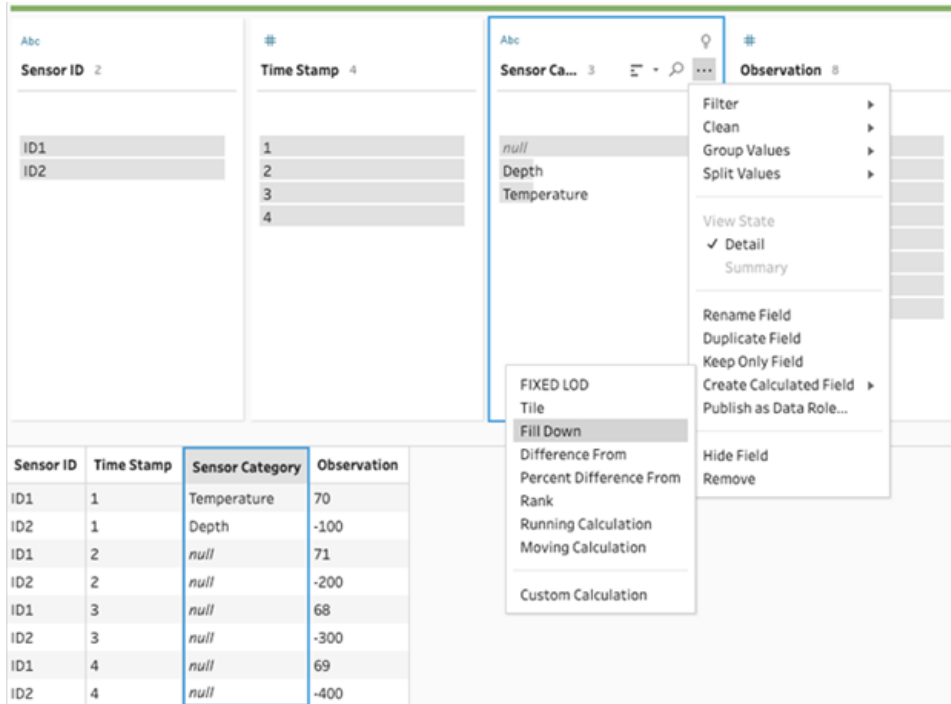 Abc
Sensor ID 2
ID1
ID2
#
Time Stamp 4
1
2
3
4
Abc
Sensor Ca... 3
null
Depth
Temperature
#
Observation 8
Filter
Clean
Group Values
Split Values
View State
✓ Detail
Summary
Rename Field
Duplicate Field
Keep Only Field
Create Calculated Field
Publish as Data Role...
Hide Field
Remove
FIXED LOD
Tile
Fill Down
Difference From
Percent Difference From
Rank
Running Calculation
Moving Calculation
Custom Calculation
Sensor ID Time Stamp Sensor Category Observation
ID1 1 Temperature 70
ID2 1 Depth -100
ID1 2 null 71
ID2 2 null -200
ID1 3 null 68
ID2 3 null -300
ID1 4 null 69
ID2 4 null -400